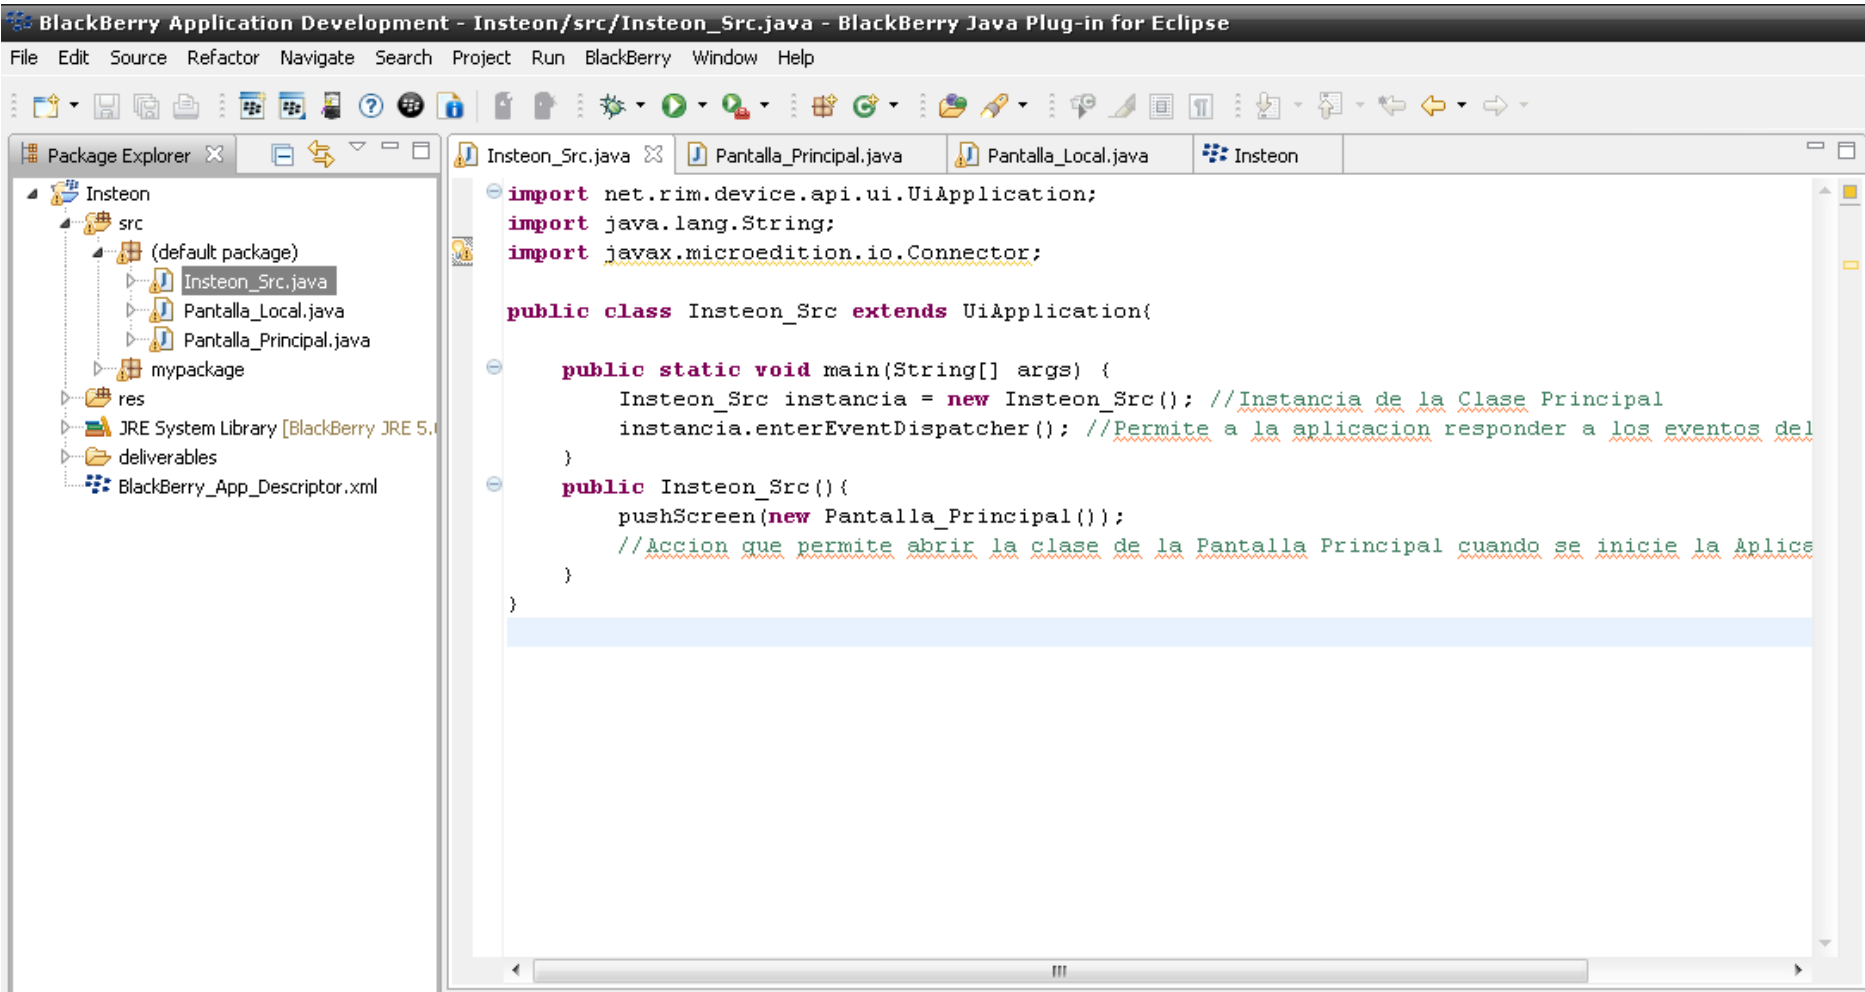 BlackBerry Application Development - Insteon/src/Insteon_Src.java - BlackBerry Java Plug-in for Eclipse
File Edit Source Refactor Navigate Search Project Run BlackBerry Window Help
Package Explorer
Insteon
src
(default package)
Insteon_Src.java
Pantalla_Local.java
Pantalla_Principal.java
mypackage
res
JRE System Library [BlackBerry JRE 5.
deliverables
BlackBerry_App_Descriptor.xml
Insteon_Src.java Pantalla_Principal.java Pantalla_Local.java Insteon
import net.rim.device.api.ui.UiApplication;
import java.lang.String;
import javax.microedition.io.Connector;
public class Insteon_Src extends UiApplication{
public static void main(String[] args) {
Insteon_Src instancia = new Insteon_Src(); //Instancia de la Clase Principal
instancia.enterEventDispatcher(); //Permite a la aplicacion responder a los eventos del
}
public Insteon_Src(){
pushScreen(new Pantalla_Principal());
//Accion que permite abrir la clase de la Pantalla Principal cuando se inicie la Aplica
}
}